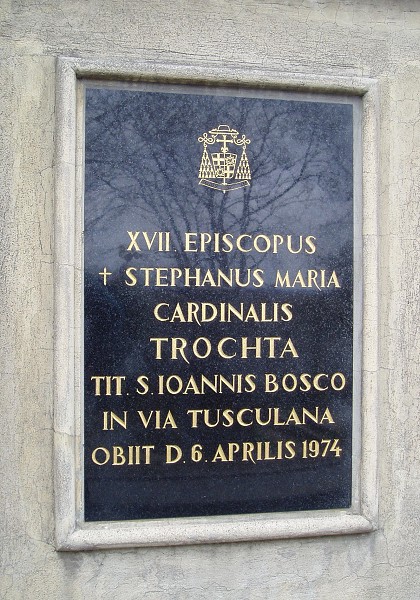 XVII. EPISCOPUS
† STEPHANUS MARIA
CARDINALIS
TROCHTA
TIT. S. IOANNIS BOSCO
IN VIA TUSCULANA
OBIIT D. 6. APRILIS 1974